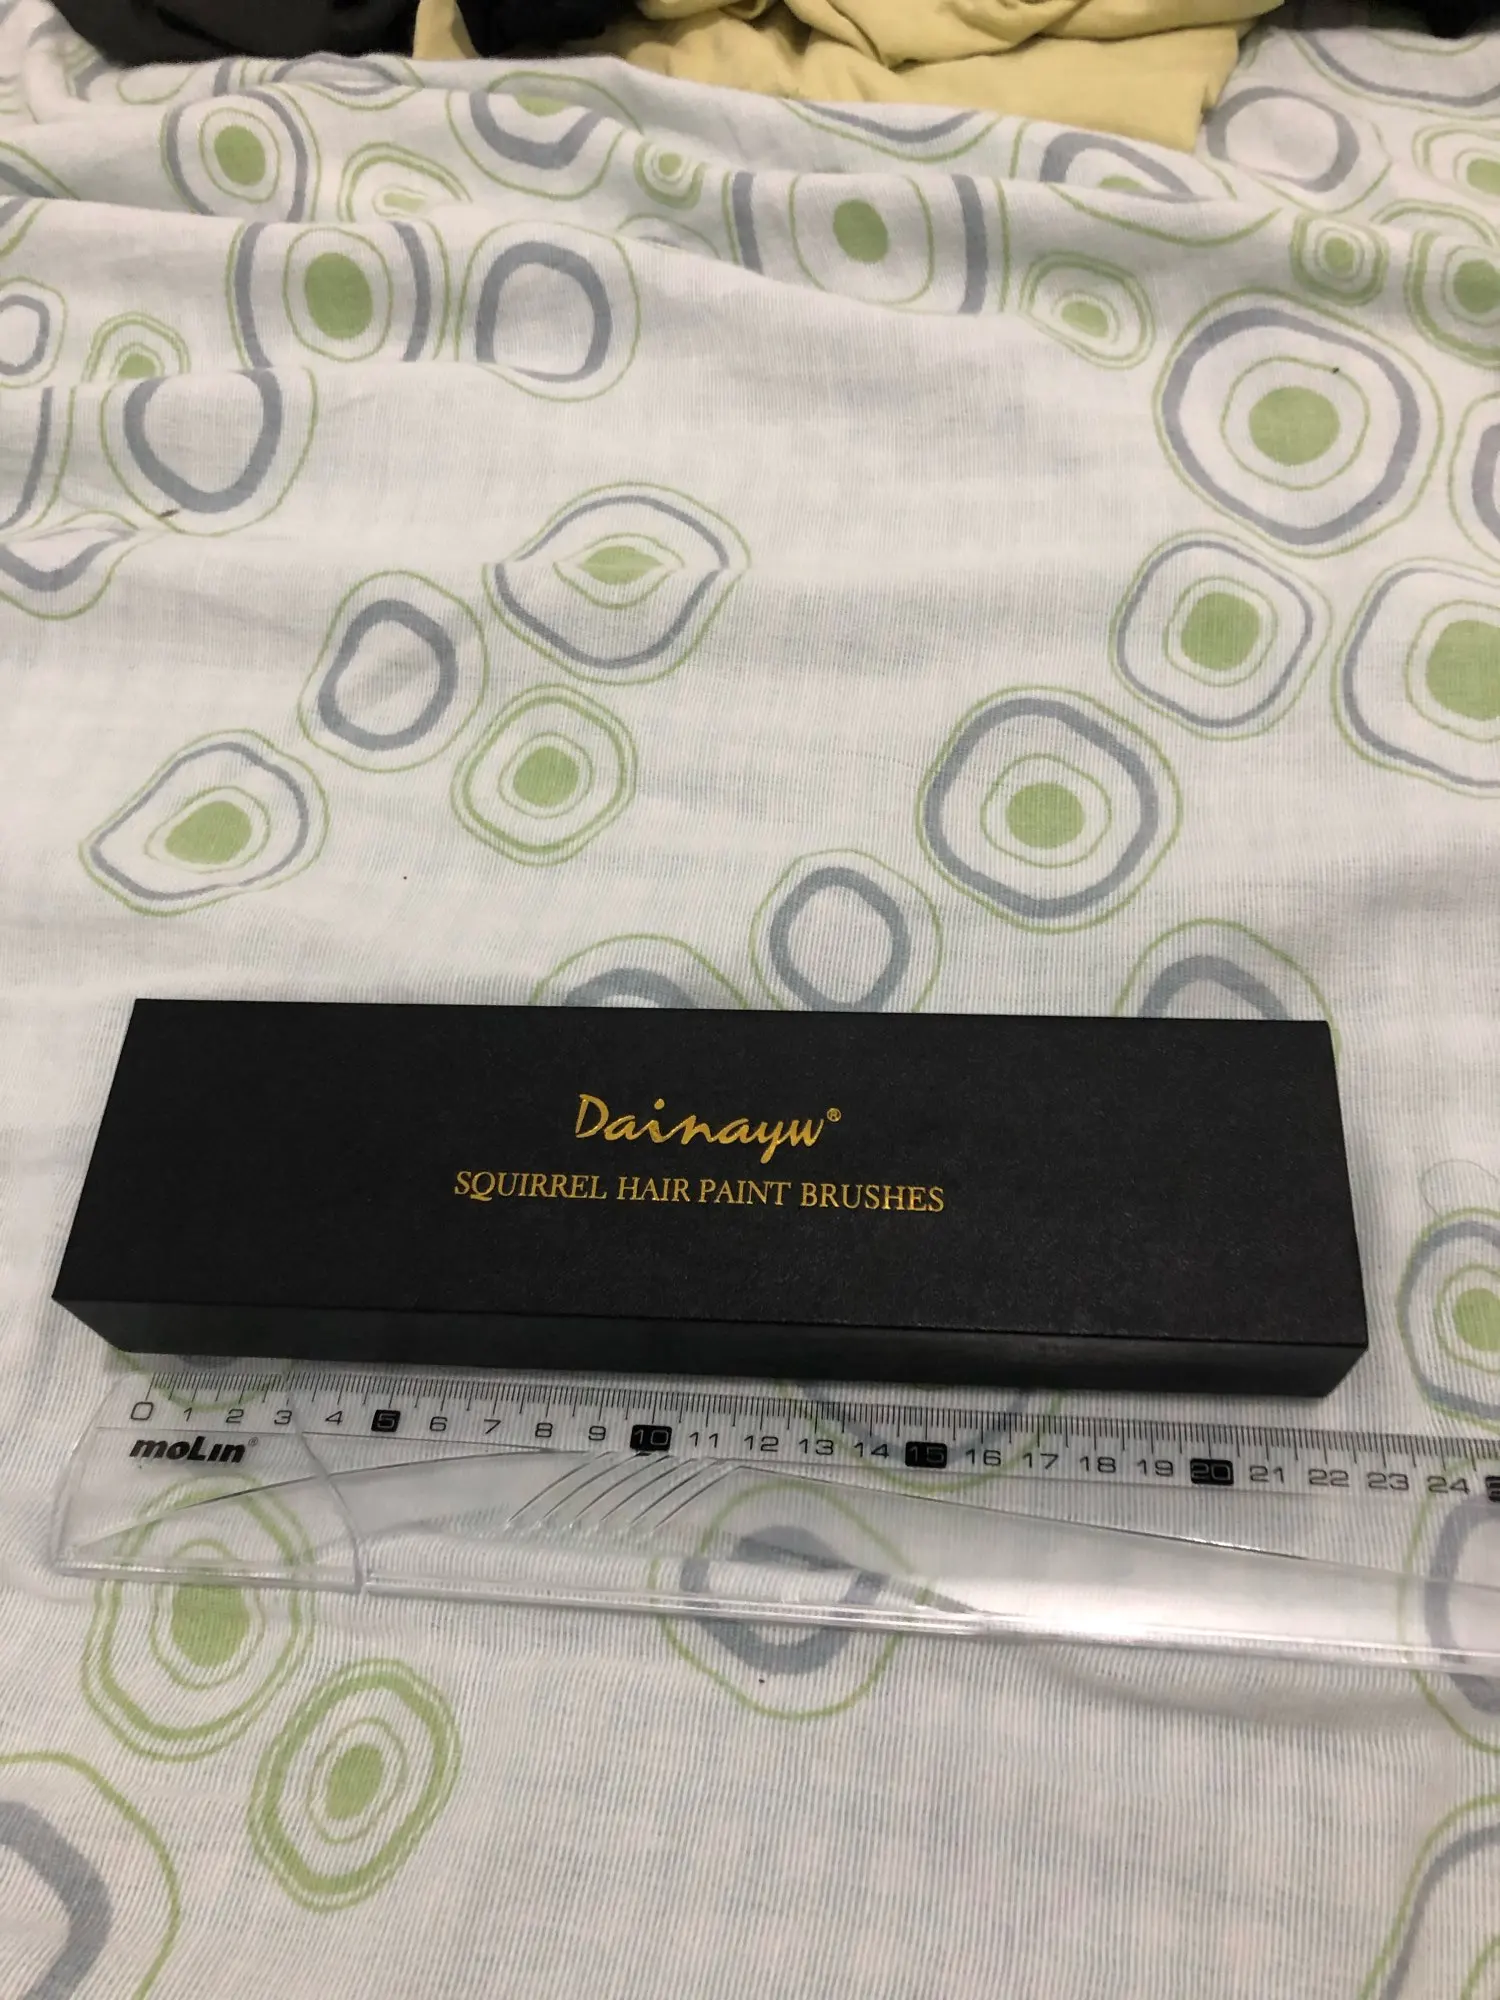 Dainayw®
SQUIRREL HAIR PAINT BRUSHES
0 1 2 3 4 5 6 7 8 9 10 11 12 13 14 15 16 17 18 19 20 21 22 23 24
moLin®